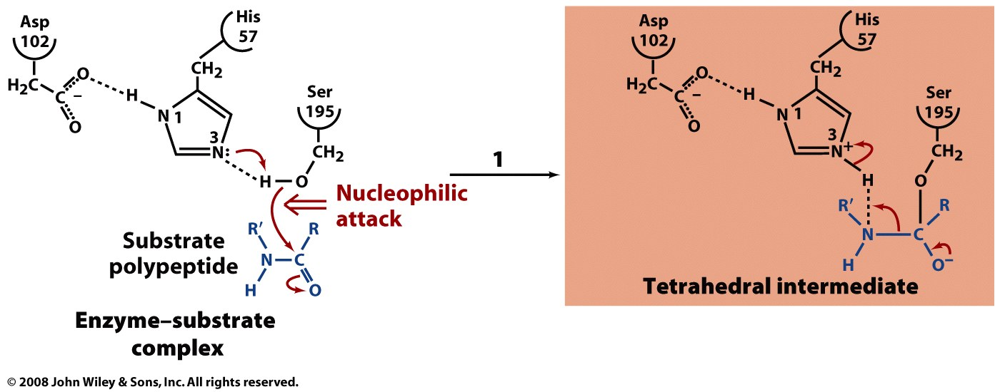 Asp
102
His
57
CH₂
H₂C
O
C
−
O
H
N 1
3
N:
Ser
195
CH₂
H
O
Nucleophilic
attack
Substrate
polypeptide
R′
R
N
C
H
O
Enzyme–substrate
complex
1
Asp
102
His
57
CH₂
H₂C
O
C
−
O
H
N 1
3
N+
Ser
195
CH₂
H
O
R′
R
N
C
H
O−
Tetrahedral intermediate
© 2008 John Wiley & Sons, Inc. All rights reserved.